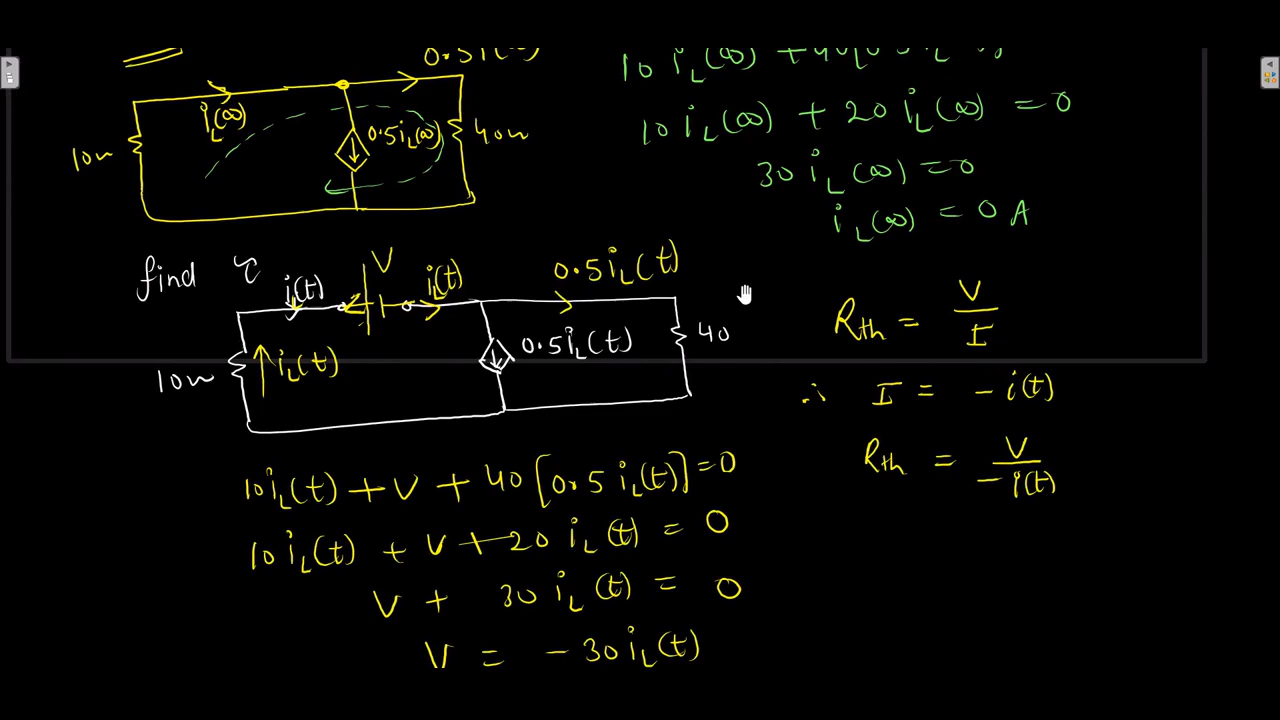 0.5i(∞)
10 i_L(∞)
i_L(∞)
0.5i_L(∞)
40Ω
10Ω
10 i_L(∞) + 20 i_L(∞) = 0
30 i_L(∞) = 0
i_L(∞) = 0 A
find τ
i(t)
V
i_L(t)
0.5i_L(t)
i_L(t)
10Ω
0.5i_L(t)
40
R_th = V/I
∴ I = -i(t)
R_th = V/-i(t)
10i_L(t) + V + 40[0.5 i_L(t)] = 0
10i_L(t) + V + 20 i_L(t) = 0
V + 30 i_L(t) = 0
V = -30i_L(t)